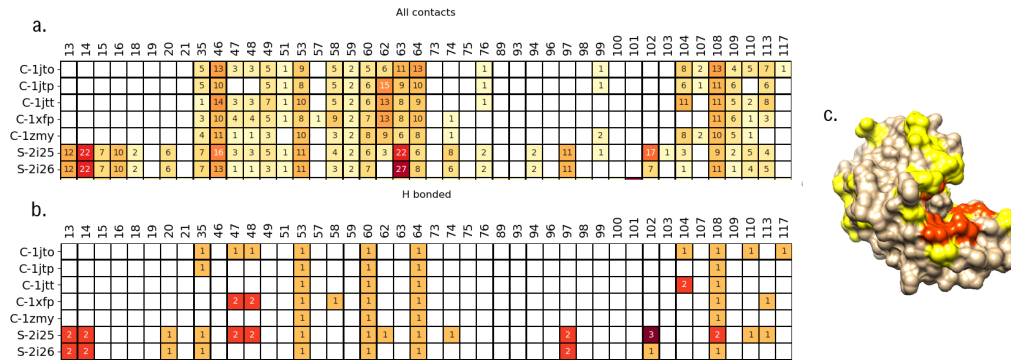 All contacts
a.
13 14 15 16 18 19 20 21 35 46 47 48 49 51 53 57 58 59 60 62 63 64 73 74 75 76 89 93 94 96 97 98 99 100 101 102 103 104 107 108 109 110 113 117
C-1jto 5 13 3 3 5 1 9 5 2 5 6 11 13 1 1 8 2 13 4 5 7 1
C-1jtp 5 10 5 1 9 5 2 6 15 9 10 1 1 6 2 11 6 6
C-1jtt 1 14 3 3 7 1 10 5 2 6 13 8 9 1 11 11 5 2 8
C-1xfp 3 10 4 4 5 1 8 1 9 2 6 13 8 10 1 11 6 1 3
C-1zmy 4 11 1 1 3 10 3 2 8 9 6 8 1 2 8 2 10 5 1
S-2i25 12 22 7 10 2 6 7 16 3 3 5 1 11 4 2 6 3 22 6 8 2 2 11 1 17 1 3 9 2 5 4
S-2i26 12 22 7 10 2 6 7 13 1 1 3 1 11 3 2 6 27 8 6 2 2 11 7 1 11 1 4 5
c.
H bonded
b.
13 14 15 16 18 19 20 21 35 46 47 48 49 51 53 57 58 59 60 62 63 64 73 74 75 76 89 93 94 96 97 98 99 100 101 102 103 104 107 108 109 110 113 117
C-1jto 1 1 1 1 1 1 1 1 1 1
C-1jtp 1 1 1 1 1
C-1jtt 1 1 1 2 1
C-1xfp 2 2 1 1 1 1 1 1
C-1zmy 1 1 1 1
S-2i25 2 2 1 1 2 2 1 1 1 1 1 2 3 2 1 1
S-2i26 2 2 1 1 1 1 1 2 1 1